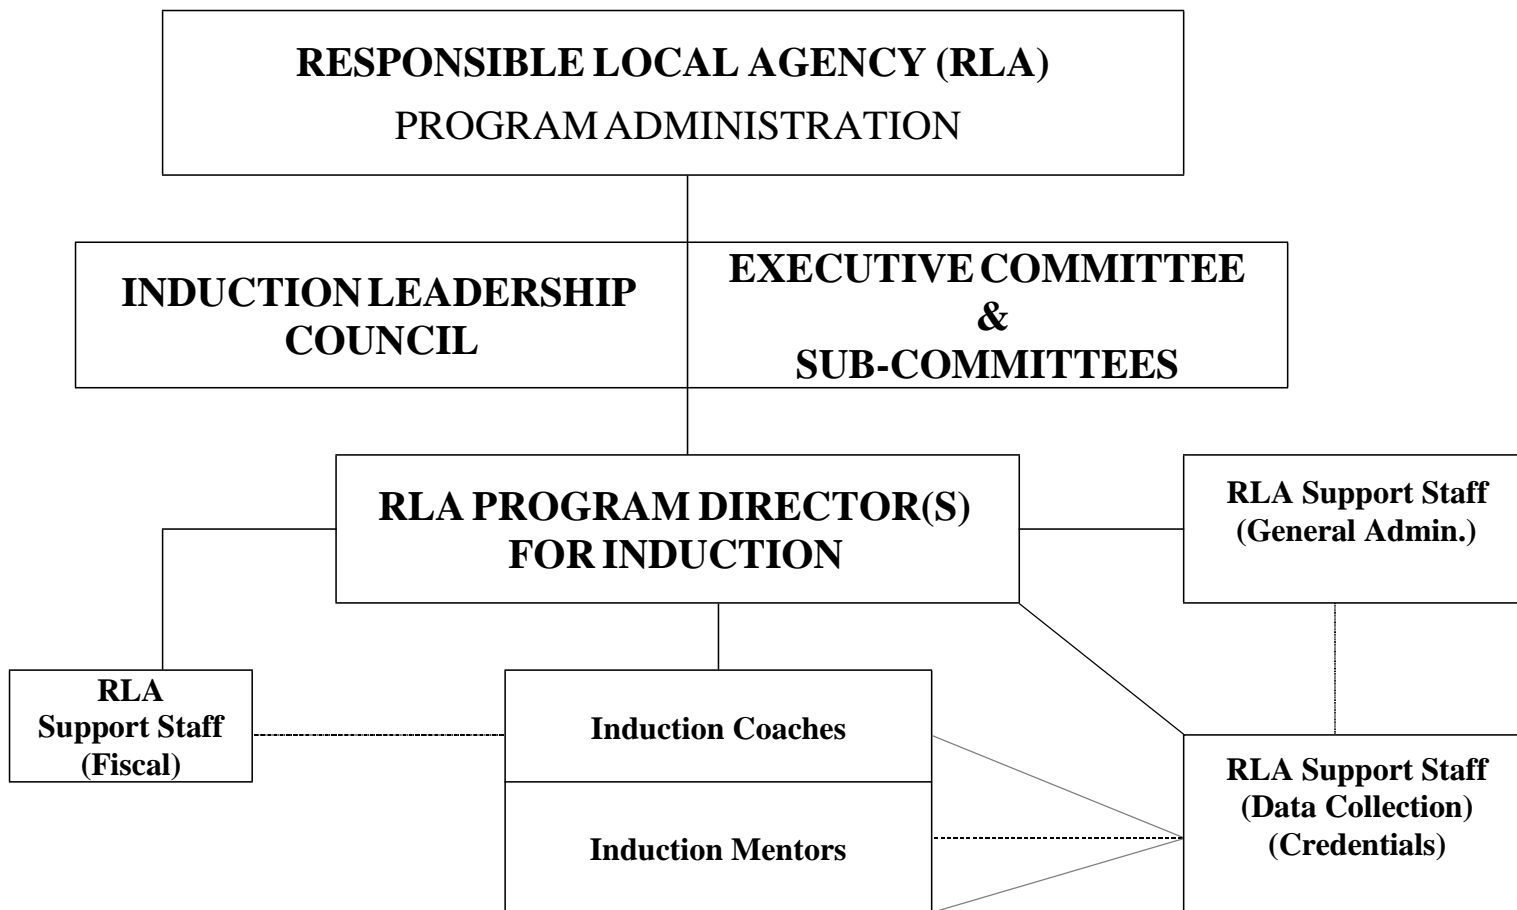 RESPONSIBLE LOCAL AGENCY (RLA)
PROGRAM ADMINISTRATION
INDUCTION LEADERSHIP
COUNCIL
EXECUTIVE COMMITTEE
&
SUB-COMMITTEES
RLA PROGRAM DIRECTOR(S)
FOR INDUCTION
RLA Support Staff
(General Admin.)
RLA
Support Staff
(Fiscal)
Induction Coaches
Induction Mentors
RLA Support Staff
(Data Collection)
(Credentials)